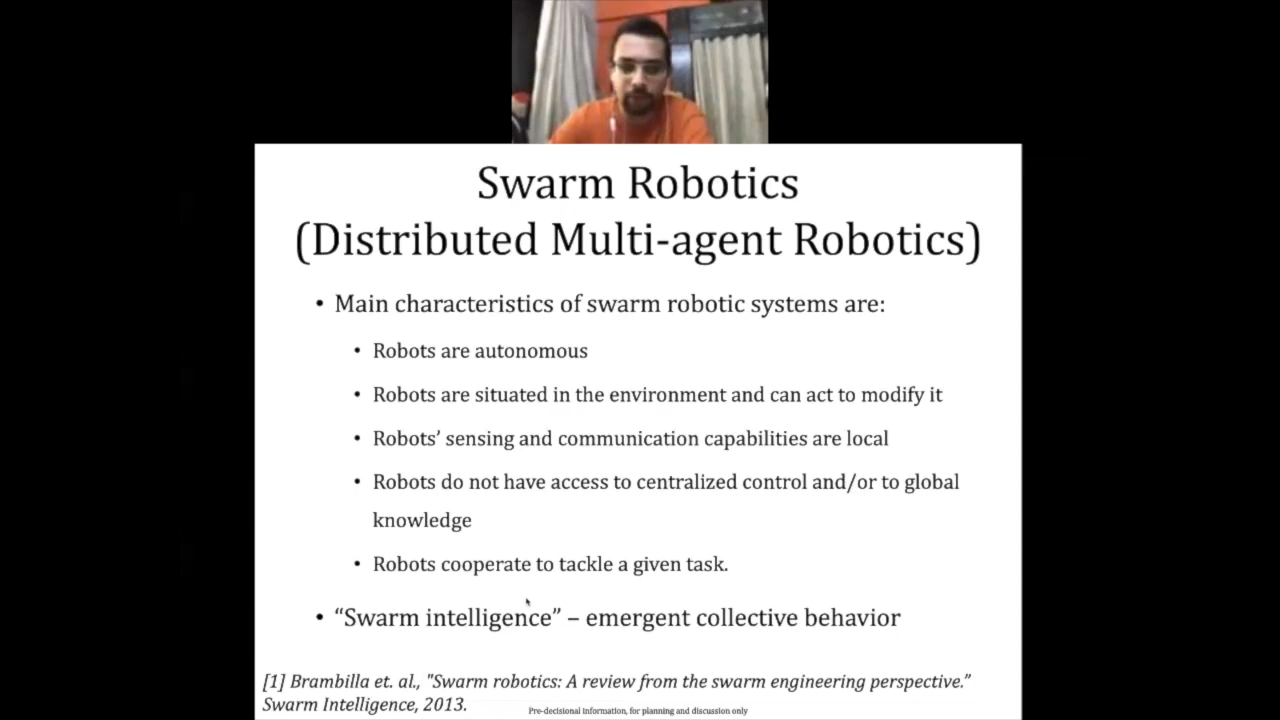 Swarm Robotics
(Distributed Multi-agent Robotics)
• Main characteristics of swarm robotic systems are:
• Robots are autonomous
• Robots are situated in the environment and can act to modify it
• Robots’ sensing and communication capabilities are local
• Robots do not have access to centralized control and/or to global
knowledge
• Robots cooperate to tackle a given task.
• “Swarm intelligence” – emergent collective behavior
[1] Brambilla et. al., "Swarm robotics: A review from the swarm engineering perspective.”
Swarm Intelligence, 2013.
Pre-decisional information, for planning and discussion only